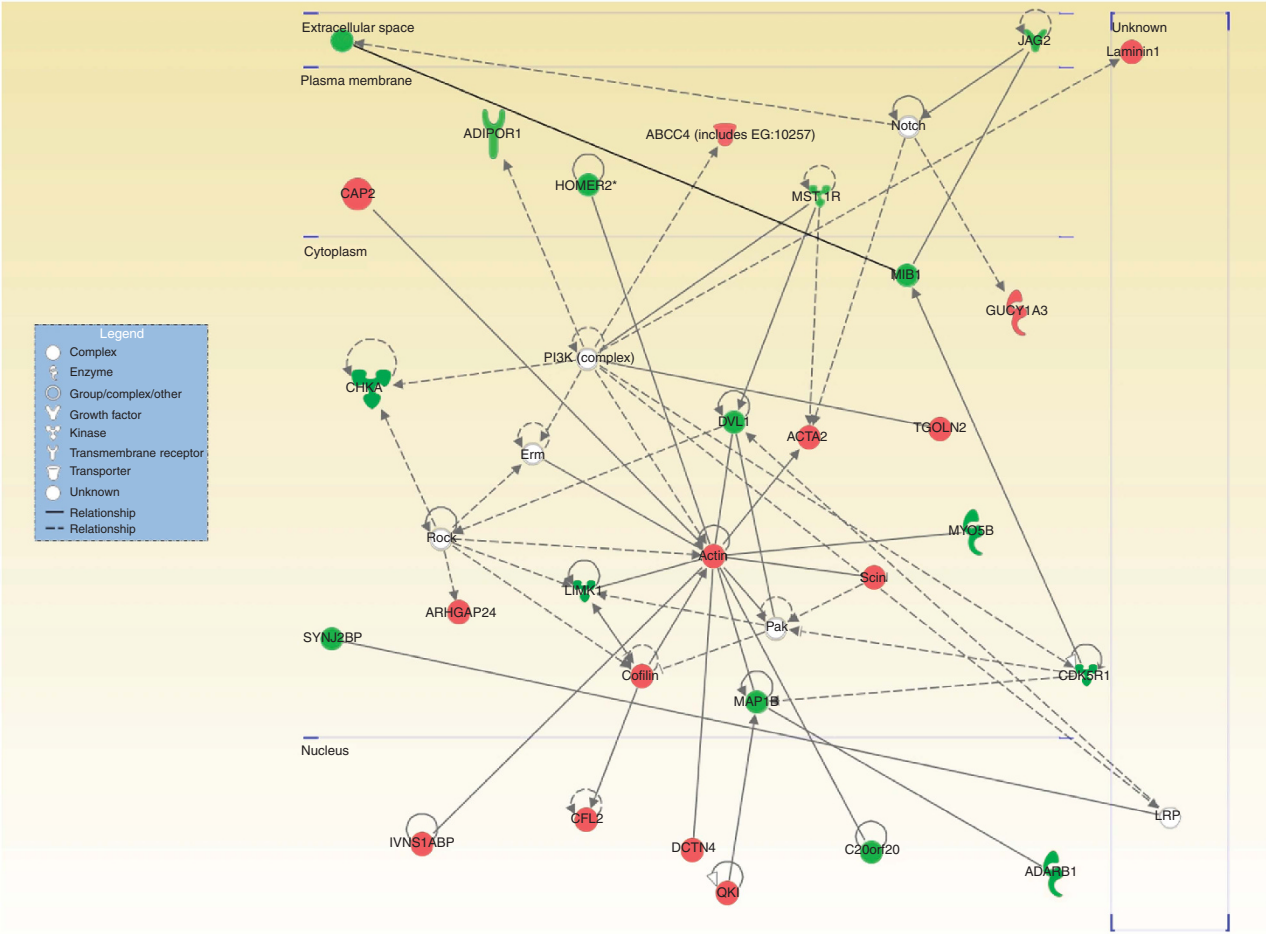 Extracellular space
JAG2
Unknown
Laminin1
Plasma membrane
ADIPOR1
ABCC4 (includes EG:10257)
Notch
CAP2
HOMER2*
MST1R
Cytoplasm
MIB1
GUCY1A3
Legend
Complex
Enzyme
Group/complex/other
Growth factor
Kinase
Transmembrane receptor
Transporter
Unknown
Relationship
Relationship
PI3K (complex)
CHKA
DVL1
ACTA2
TGOLN2
Erm
Rock
Actin
MYO5B
LIMK1
Scin
ARHGAP24
Pak
SYNJ2BP
Cofilin
CDK5R1
MAP1B
Nucleus
CFL2
LRP
IVNS1ABP
DCTN4
C20orf20
ADARB1
QKI